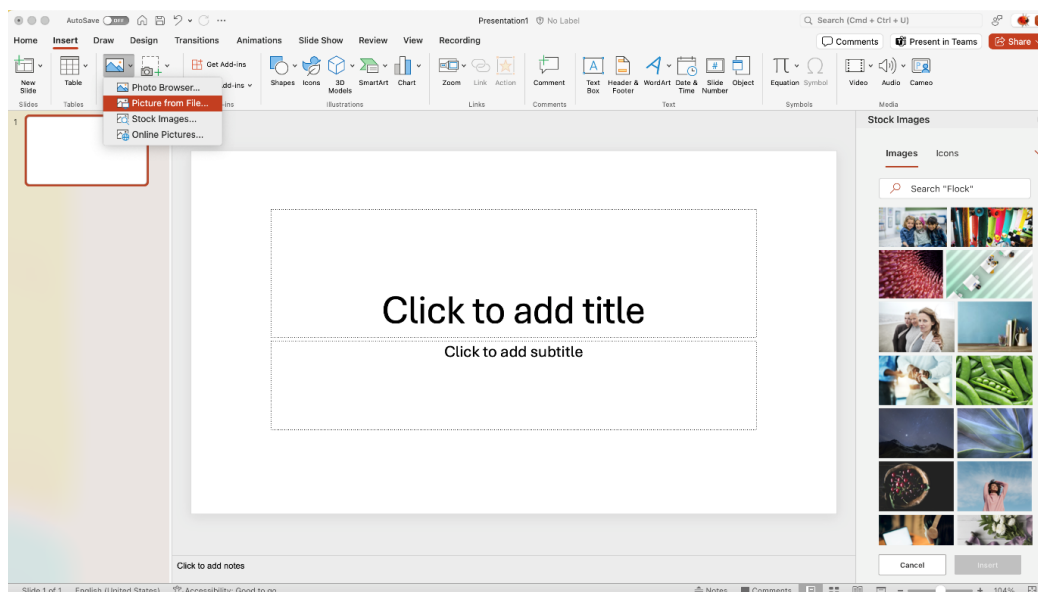 AutoSave OFF ... Presentation1 No Label Search (Cmd + Ctrl + U)
Home Insert Draw Design Transitions Animations Slide Show Review View Recording Comments Present in Teams Share
New Slide
Table
Get Add-ins
Shapes Icons 3D Models SmartArt Chart
Zoom Link Action
Comment
Text Box Header & Footer WordArt Date & Time Slide Number Object
Equation Symbol
Video Audio Cameo
Slides Tables Illustrations Links Comments Text Symbols Media
Photo Browser...
Picture from File...
Stock Images...
Online Pictures...
1
Click to add title
Click to add subtitle
Stock Images
Images Icons
Search "Flock"
Cancel Insert
Click to add notes
Slide 1 of 1 English (United States) Accessibility: Good to go Notes Comments - + 104%